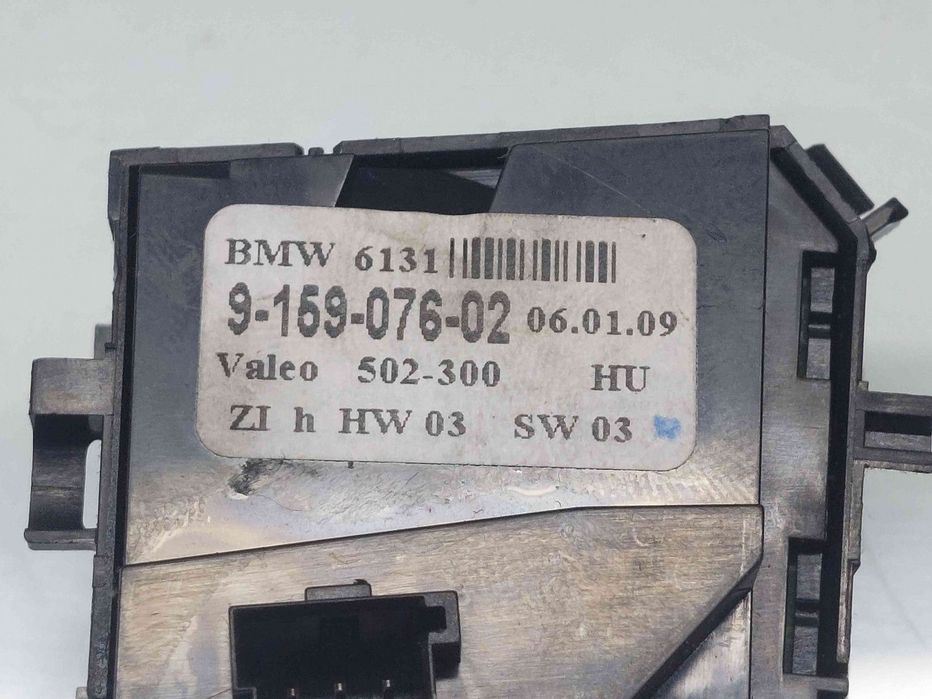 BMW 6131
9-159-076-02 06.01.09
Valeo 502-300 HU
ZI h HW 03 SW 03